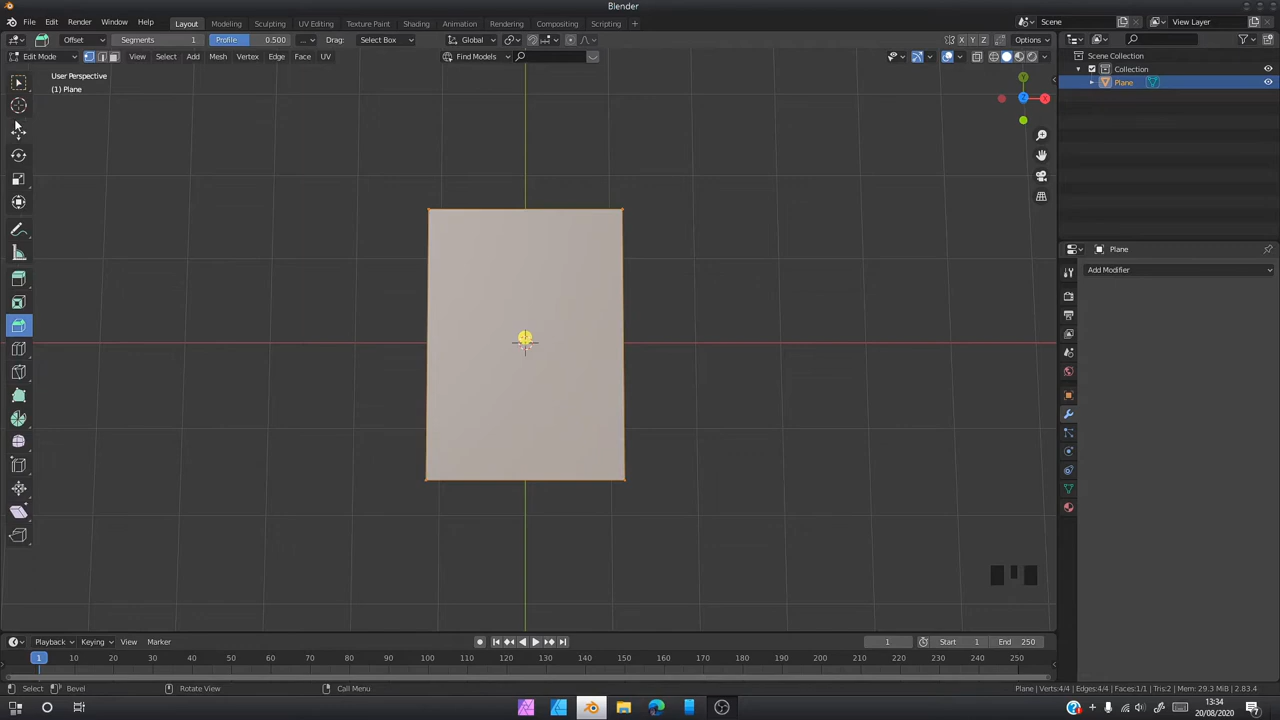 Blender
File Edit Render Window Help Layout Modeling Sculpting UV Editing Texture Paint Shading Animation Rendering Compositing Scripting + Scene View Layer
Offset Segments 1 Profile: 0.500 ... Drag: Select Box Global X Y Z Options
Edit Mode View Select Add Mesh Vertex Edge Face UV Find Models
User Perspective
(1) Plane
Scene Collection
Collection
Plane
Y
Z
X
Plane
Add Modifier
Playback Keying View Marker 1 Start 1 End 250
1 10 20 30 40 50 60 70 80 90 100 110 120 130 140 150 160 170 180 190 200 210 220 230 240 250
Select Bevel Rotate View Call Menu Plane | Verts:4/4 | Edges:4/4 | Faces:1/1 | Tris:2 | Mem: 29.3 MiB | 2.83.4
13:34
20/08/2020